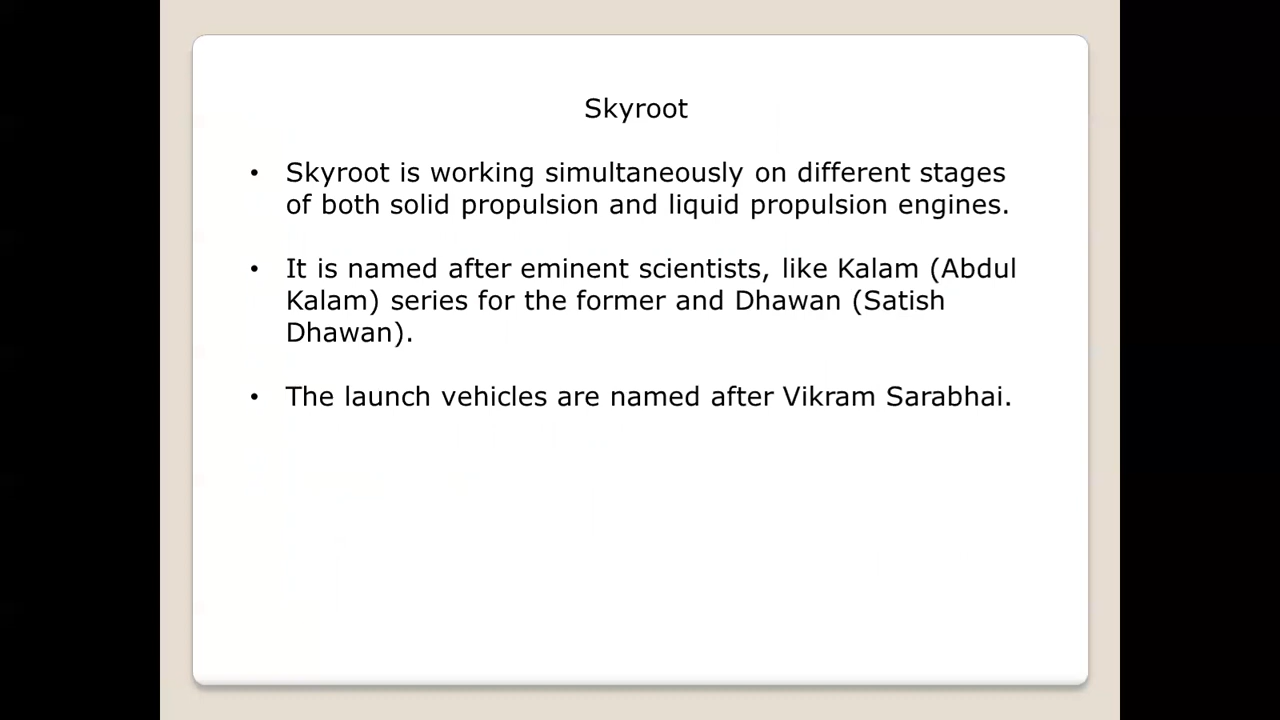 Skyroot
• Skyroot is working simultaneously on different stages
of both solid propulsion and liquid propulsion engines.
• It is named after eminent scientists, like Kalam (Abdul
Kalam) series for the former and Dhawan (Satish
Dhawan).
• The launch vehicles are named after Vikram Sarabhai.